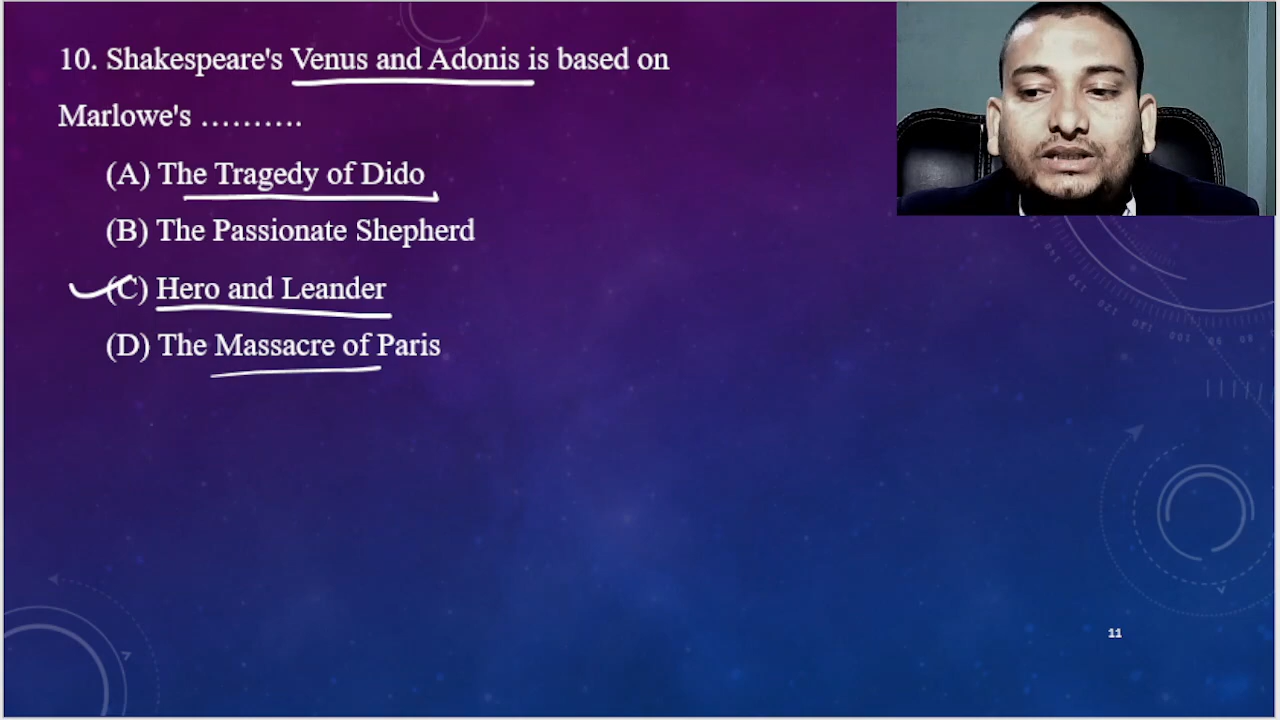 10. Shakespeare's Venus and Adonis is based on
Marlowe's ..........
(A) The Tragedy of Dido
(B) The Passionate Shepherd
(C) Hero and Leander
(D) The Massacre of Paris
11